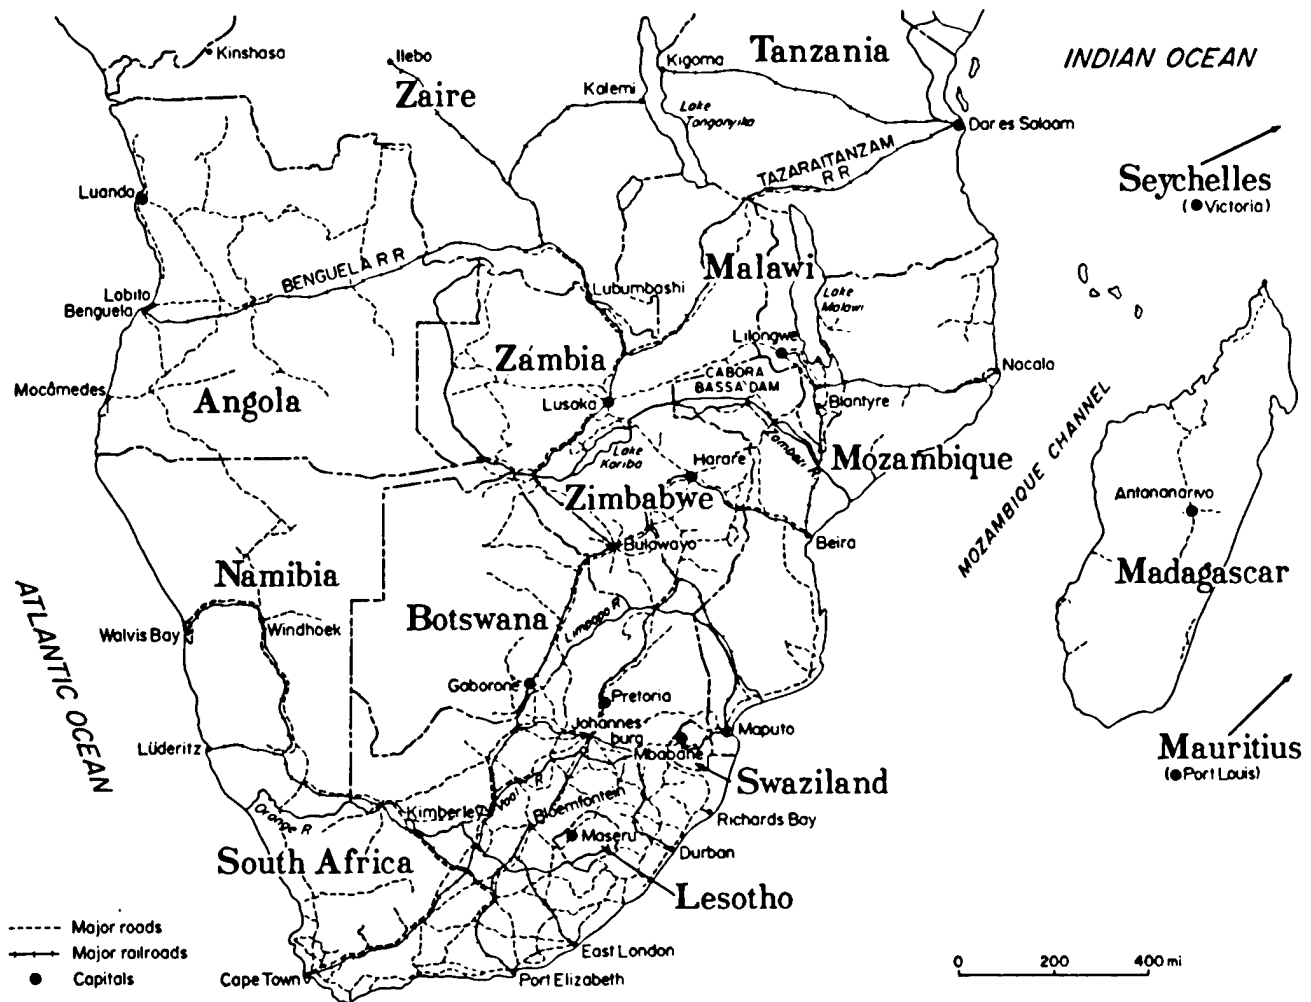 Kinshasa
Ilebo
Zaire
Kalemi
Kigoma
Tanzania
INDIAN OCEAN
Lake
Tanganyika
Dar es Salaam
TAZARA(TANZAM
R R
Seychelles
(Victoria)
Luanda
BENGUELA R R
Lobito
Benguela
Lubumbashi
Malawi
Lake
Malawi
Lilongwe
Zambia
CABORA
BASSA DAM
Nacala
Mocâmedes
Angola
Lusaka
Blantyre
Zambezi R
Mozambique
MOZAMBIQUE CHANNEL
Lake
Kariba
Harare
Zimbabwe
Antananarivo
Bulawayo
Beira
Madagascar
Namibia
ATLANTIC OCEAN
Walvis Bay
Windhoek
Botswana
Limpopo R
Gaborone
Pretoria
Johannes
burg
Maputo
Mbabane
Lüderitz
Swaziland
Mauritius
(Port Louis)
Orange R
Kimberley
Vaal R
Bloemfontein
Richards Bay
Maseru
Durban
South Africa
Lesotho
Major roads
Major railroads
Capitals
East London
Cape Town
Port Elizabeth
0 200 400 mi